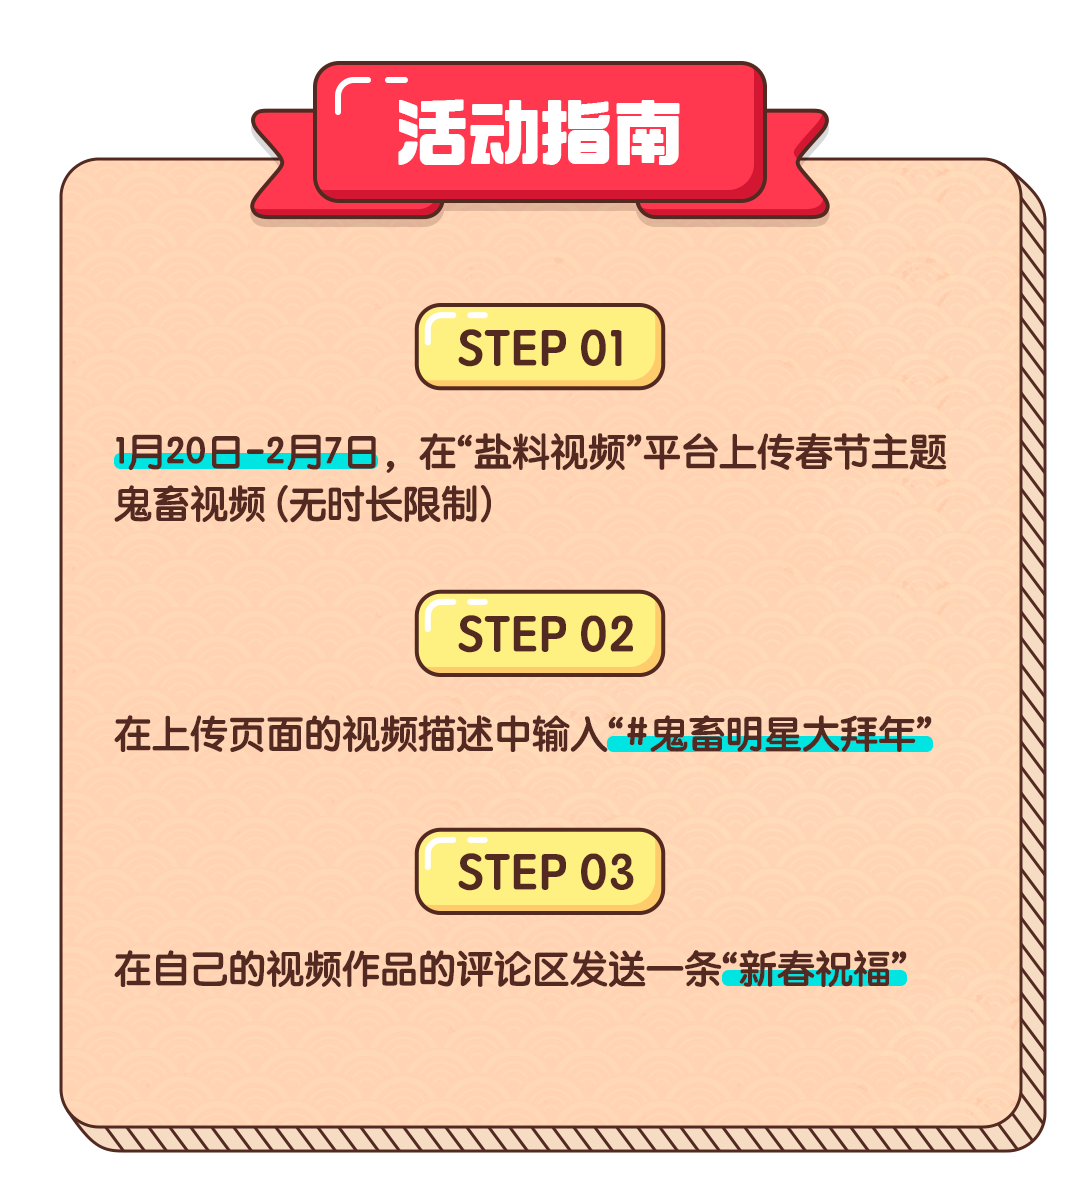 活动指南
STEP 01
1月20日-2月7日，在“盐料视频”平台上传春节主题
鬼畜视频（无时长限制）
STEP 02
在上传页面的视频描述中输入“#鬼畜明星大拜年”
STEP 03
在自己的视频作品的评论区发送一条“新春祝福”